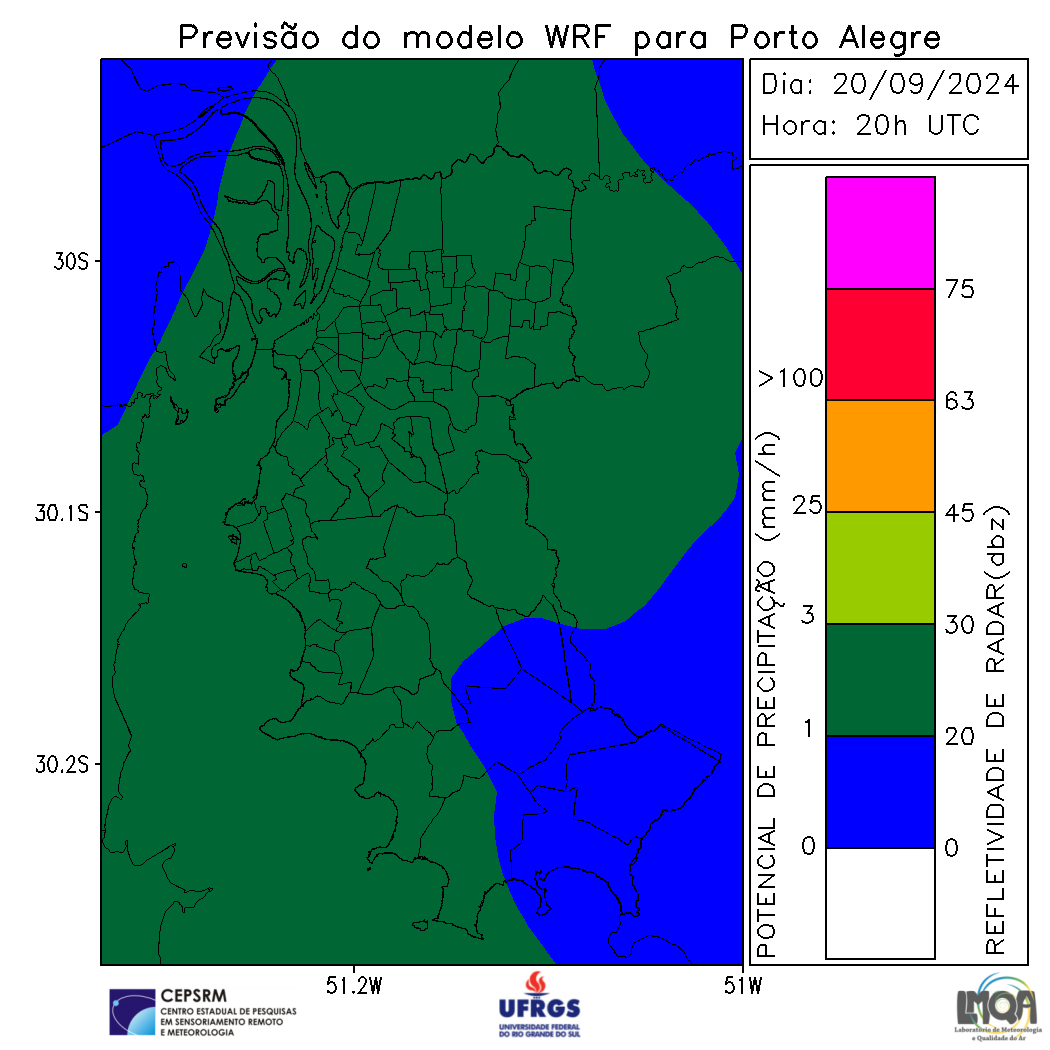 Previsão do modelo WRF para Porto Alegre
Dia: 20/09/2024
Hora: 20h UTC
30S
30.1S
30.2S
51.2W
51W
POTENCIAL DE PRECIPITAÇÃO (mm/h)
>100
25
3
1
0
75
63
45
30
20
0
REFLETIVIDADE DE RADAR(dbz)
CEPSRM
CENTRO ESTADUAL DE PESQUISAS
EM SENSORIAMENTO REMOTO
E METEOROLOGIA
UFRGS
UNIVERSIDADE FEDERAL
DO RIO GRANDE DO SUL
LMQA
Laboratório de Meteorologia
e Qualidade do Ar